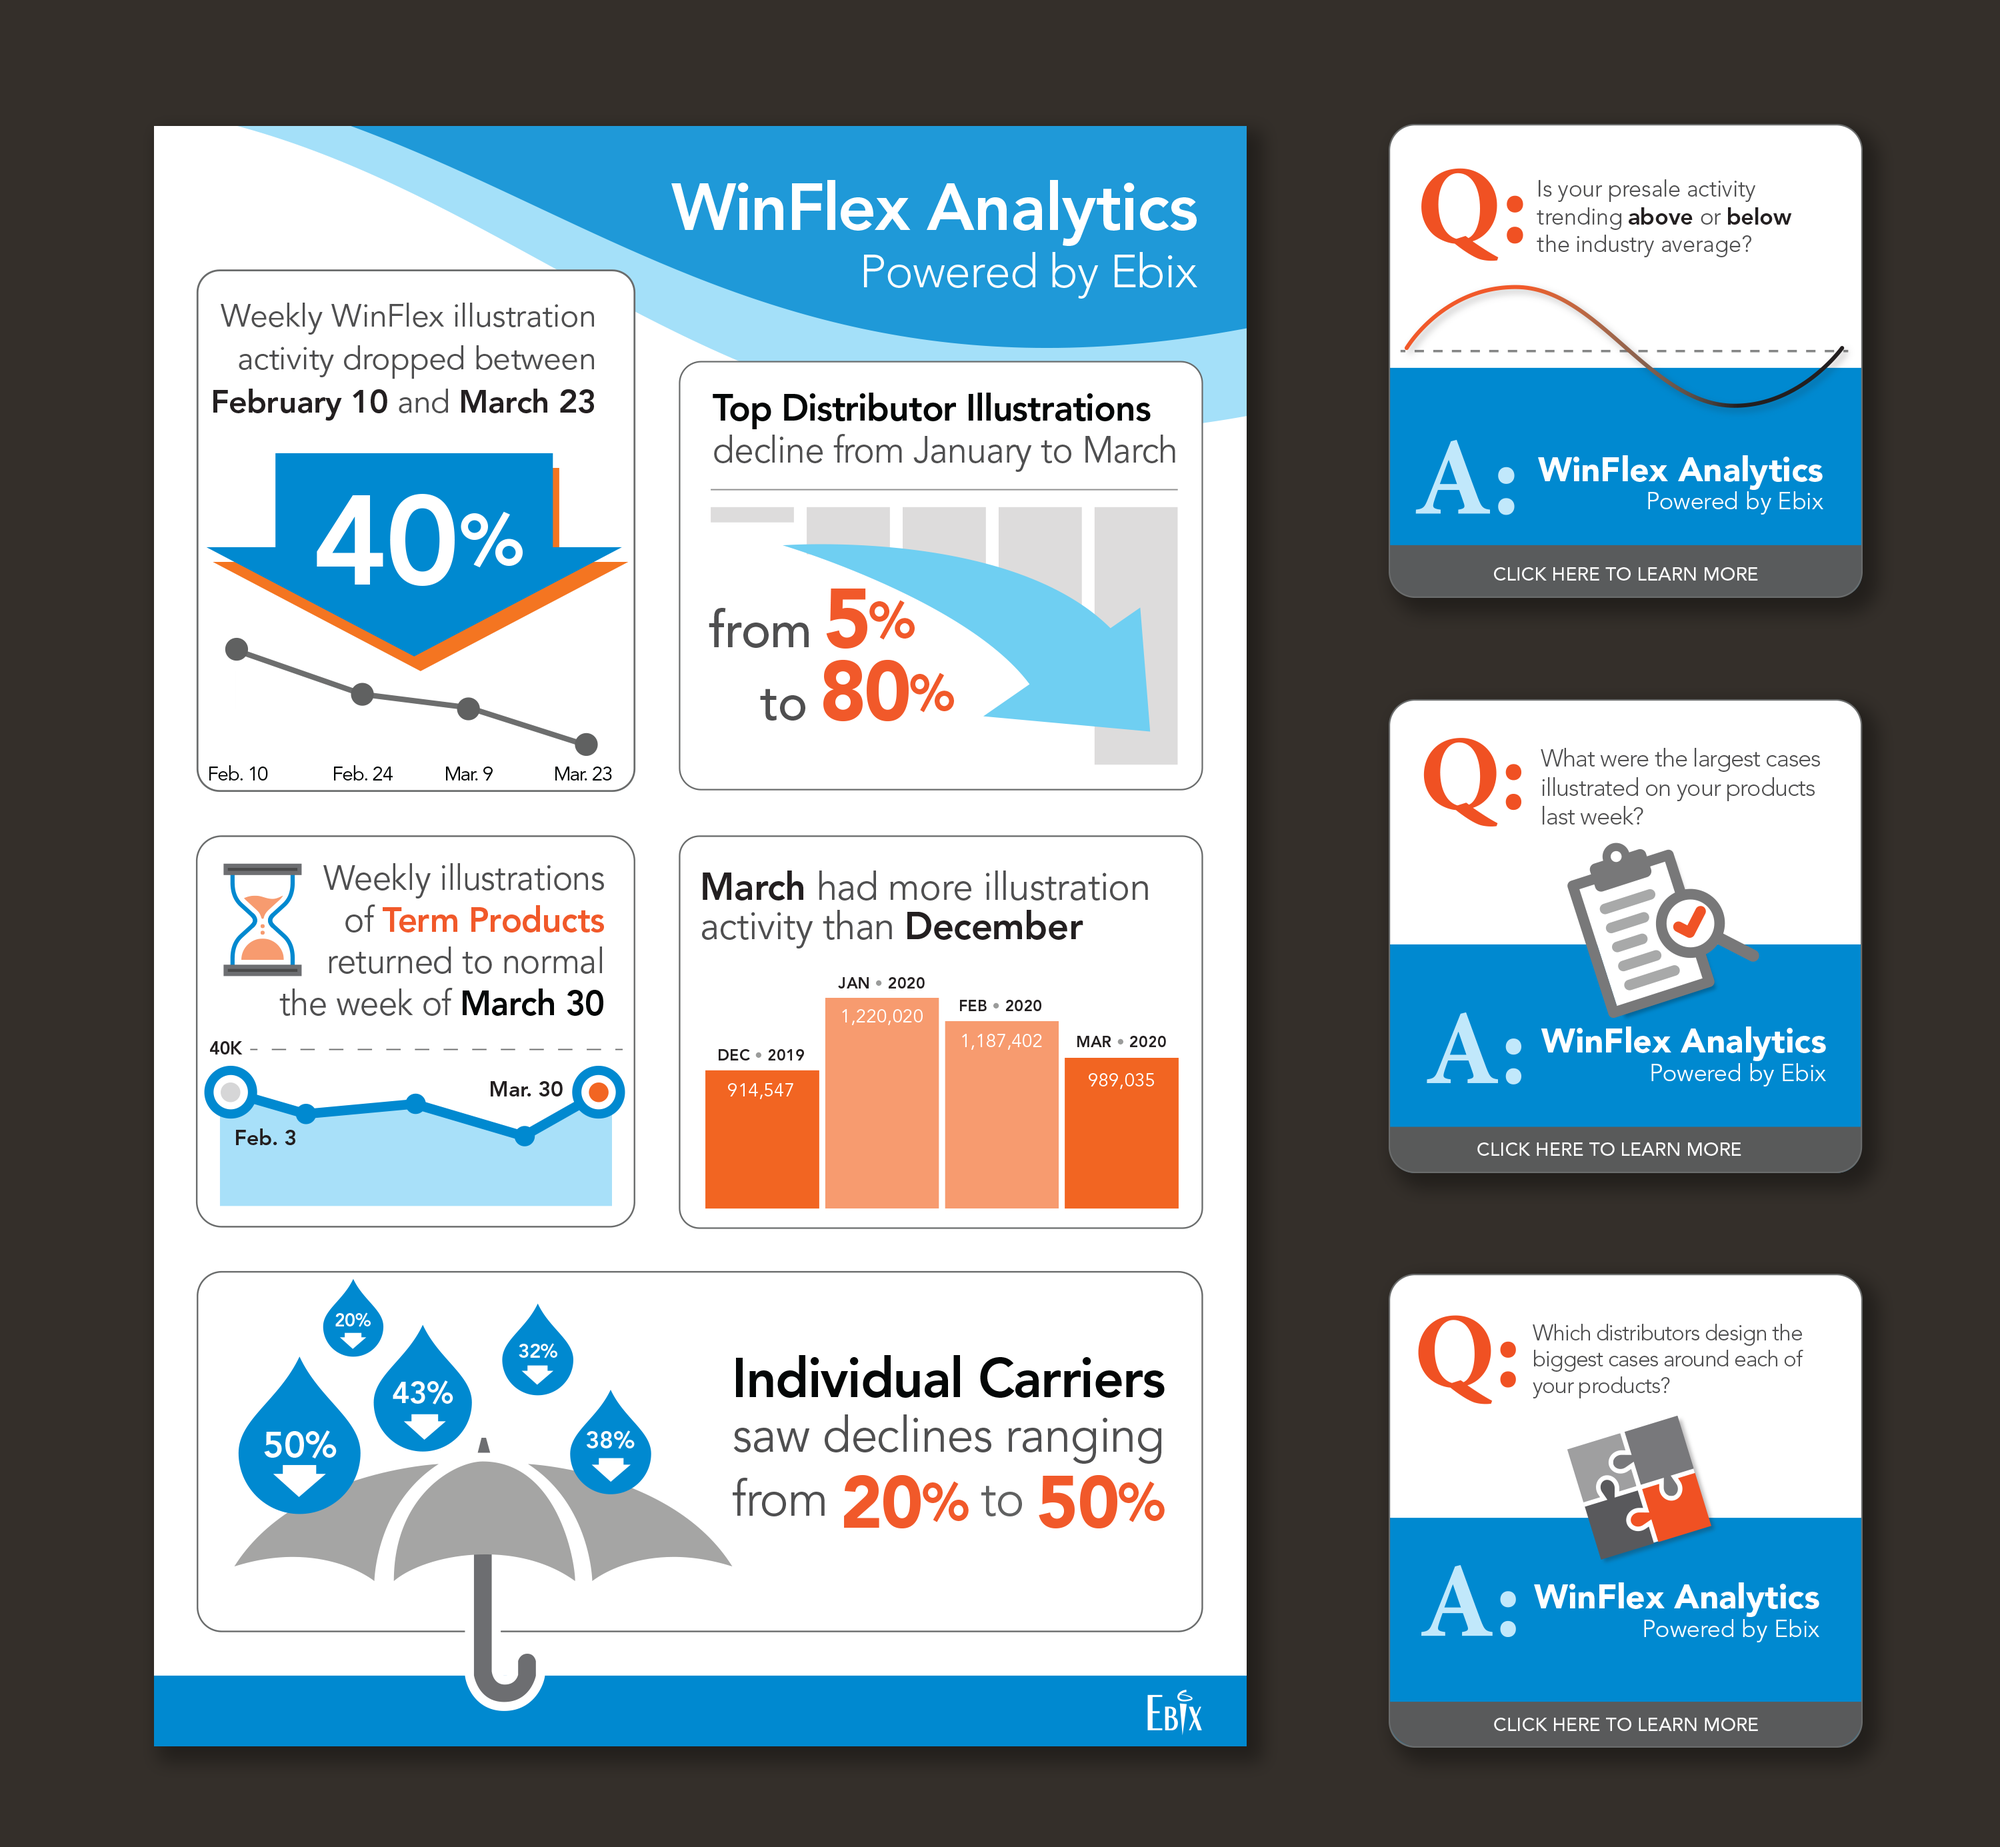 WinFlex Analytics
Powered by Ebix
Weekly WinFlex illustration
activity dropped between
February 10 and March 23
40%
Feb. 10
Feb. 24
Mar. 9
Mar. 23
Top Distributor Illustrations
decline from January to March
from 5%
to 80%
Weekly illustrations
of Term Products
returned to normal
the week of March 30
40K
Mar. 30
Feb. 3
March had more illustration
activity than December
JAN • 2020
FEB • 2020
MAR • 2020
DEC • 2019
1,220,020
1,187,402
989,035
914,547
20%
32%
43%
38%
50%
Individual Carriers
saw declines ranging
from 20% to 50%
EBIX
Q: Is your presale activity
trending above or below
the industry average?
A: WinFlex Analytics
Powered by Ebix
CLICK HERE TO LEARN MORE
Q: What were the largest cases
illustrated on your products
last week?
A: WinFlex Analytics
Powered by Ebix
CLICK HERE TO LEARN MORE
Q: Which distributors design the
biggest cases around each of
your products?
A: WinFlex Analytics
Powered by Ebix
CLICK HERE TO LEARN MORE